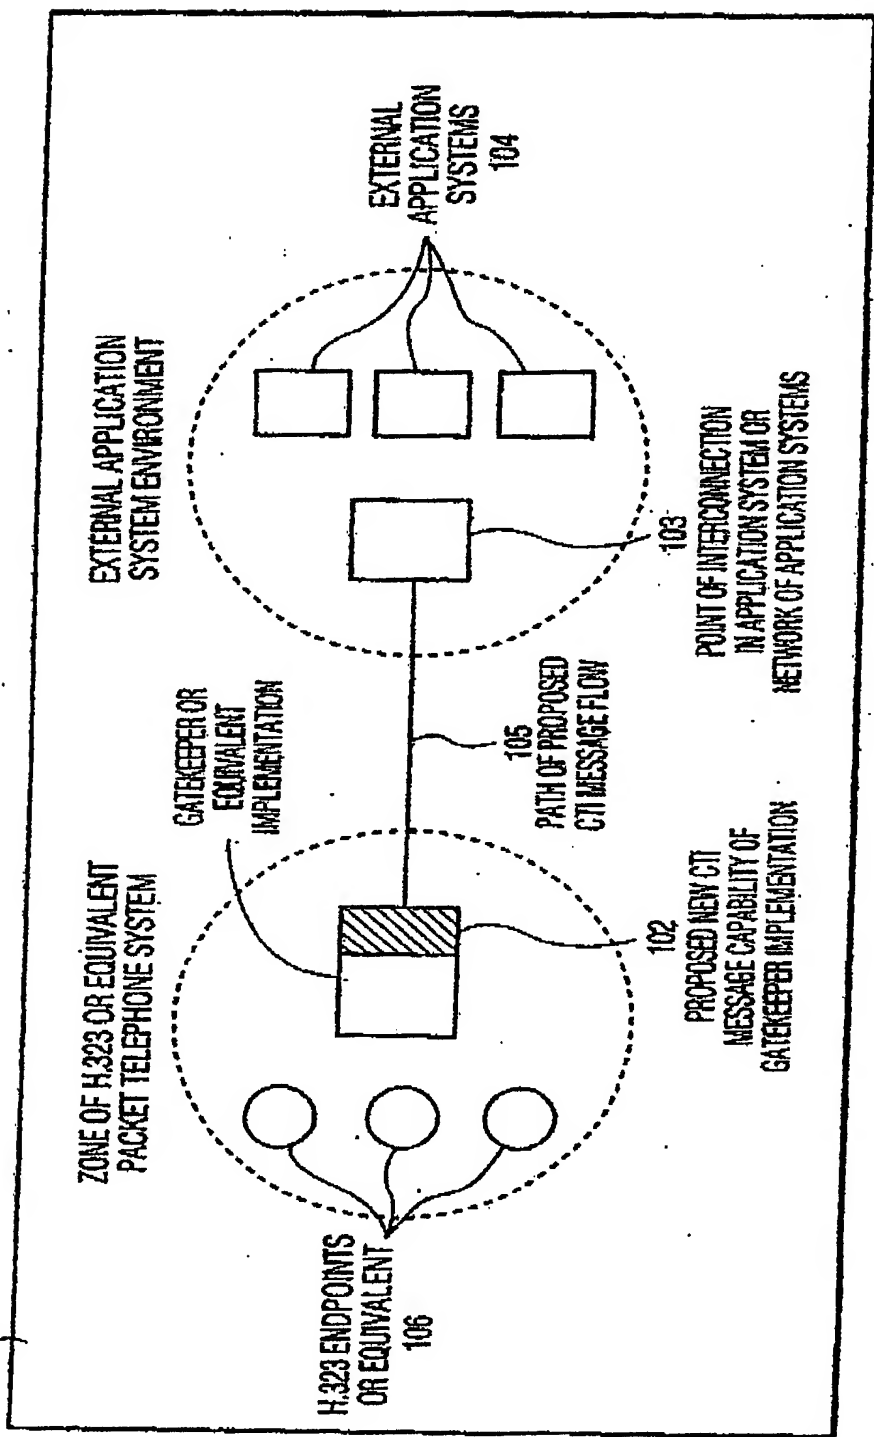 ZONE OF H.323 OR EQUIVALENT
PACKET TELEPHONE SYSTEM
GATEKEEPER OR
EQUIVALENT
IMPLEMENTATION
EXTERNAL APPLICATION
SYSTEM ENVIRONMENT
EXTERNAL
APPLICATION
SYSTEMS
104
H.323 ENDPOINTS
OR EQUIVALENT
106
102
PROPOSED NEW CTI
MESSAGE CAPABILITY OF
GATEKEEPER IMPLEMENTATION
105
PATH OF PROPOSED
CTI MESSAGE FLOW
103
POINT OF INTERCONNECTION
IN APPLICATION SYSTEM OR
NETWORK OF APPLICATION SYSTEMS